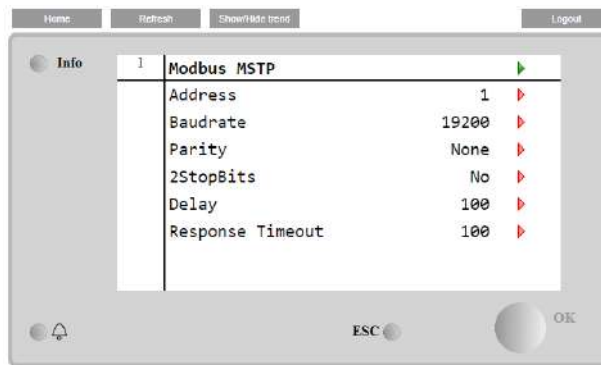 Home Refresh Show/Hide trend Logout
Info
1 Modbus MSTP
Address 1
Baudrate 19200
Parity None
2StopBits No
Delay 100
Response Timeout 100
ESC OK